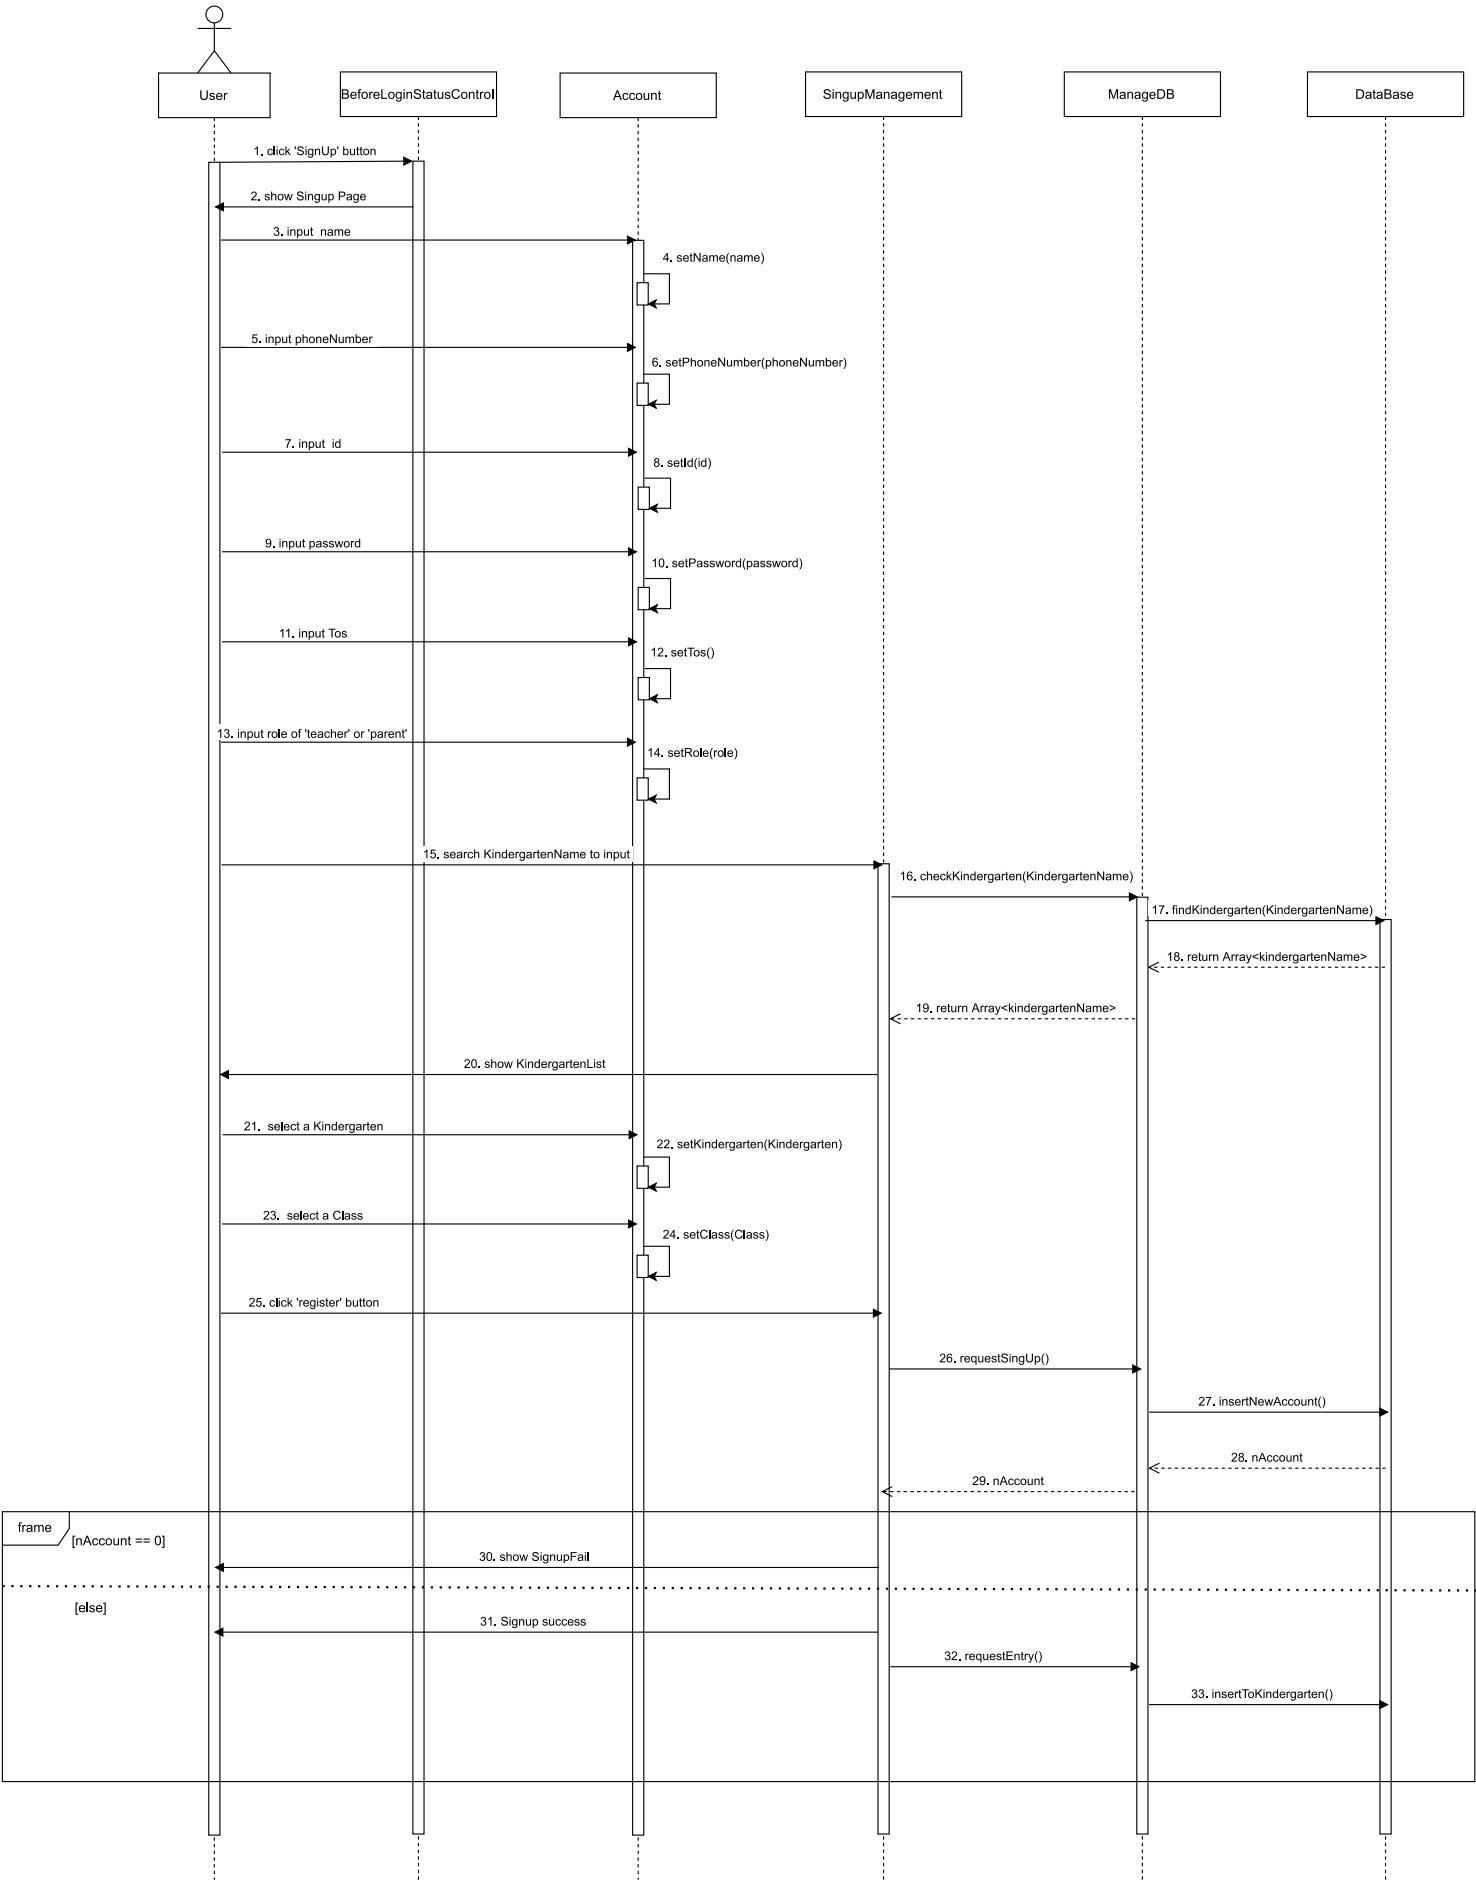 User
BeforeLoginStatusControl
Account
SingupManagement
ManageDB
DataBase
1. click 'SignUp' button
2. show Singup Page
3. input  name
4. setName(name)
5. input phoneNumber
6. setPhoneNumber(phoneNumber)
7. input  id
8. setId(id)
9. input password
10. setPassword(password)
11. input Tos
12. setTos()
13. input role of 'teacher' or 'parent'
14. setRole(role)
15. search KindergartenName to input
16. checkKindergarten(KindergartenName)
17. findKindergarten(KindergartenName)
18. return Array<kindergartenName>
19. return Array<kindergartenName>
20. show KindergartenList
21.  select a Kindergarten
22. setKindergarten(Kindergarten)
23.  select a Class
24. setClass(Class)
25. click 'register' button
26. requestSingUp()
27. insertNewAccount()
28. nAccount
29. nAccount
frame
[nAccount == 0]
30. show SignupFail
[else]
31. Signup success
32. requestEntry()
33. insertToKindergarten()